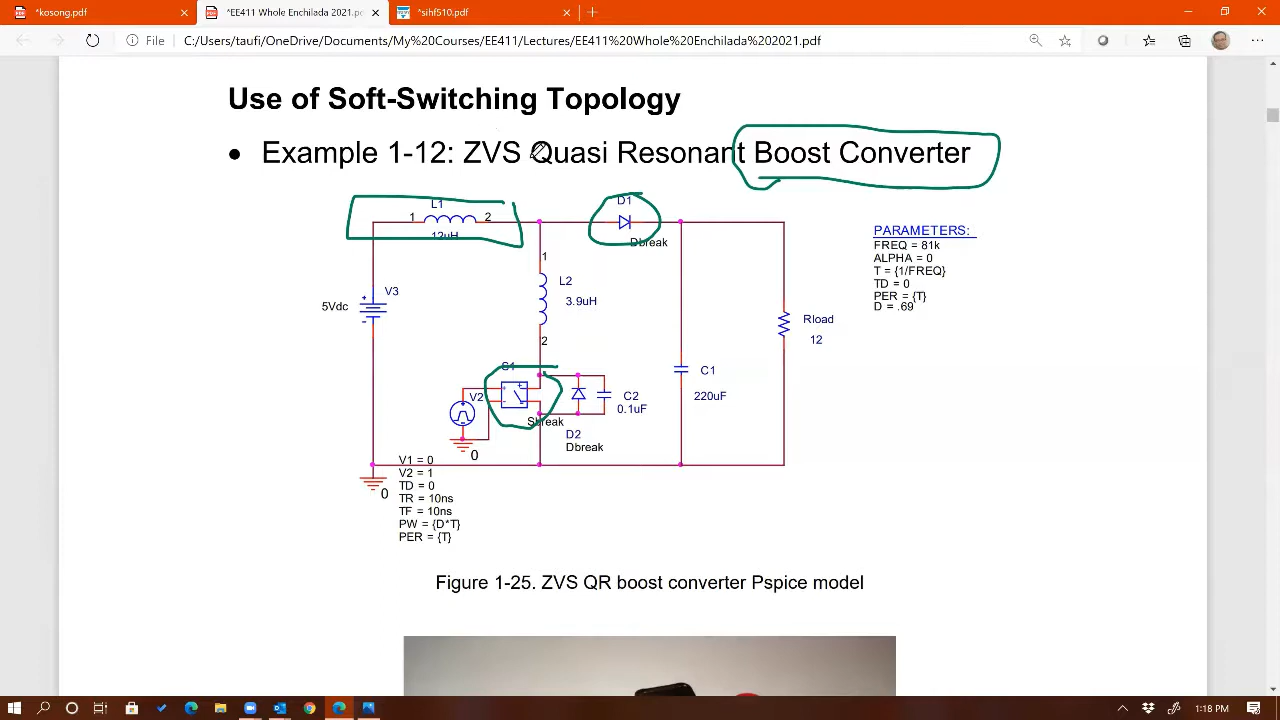 *kosong.pdf
*EE411 Whole Enchilada 2021.pdf
*sihf510.pdf
File
C:/Users/taufi/OneDrive/Documents/My%20Courses/EE411/Lectures/EE411%20Whole%20Enchilada%202021.pdf
Use of Soft-Switching Topology
• Example 1-12: ZVS Quasi Resonant Boost Converter
L1
1
2
12uH
D1
Dbreak
PARAMETERS:
FREQ = 81k
ALPHA = 0
T = {1/FREQ}
TD = 0
PER = {T}
D = .69
1
L2
3.9uH
2
V3
5Vdc
+
-
Rload
12
S1
V2
+
-
+
-
Sbreak
C2
0.1uF
D2
Dbreak
C1
220uF
0
0
V1 = 0
V2 = 1
TD = 0
TR = 10ns
TF = 10ns
PW = {D*T}
PER = {T}
Figure 1-25. ZVS QR boost converter Pspice model
1:18 PM